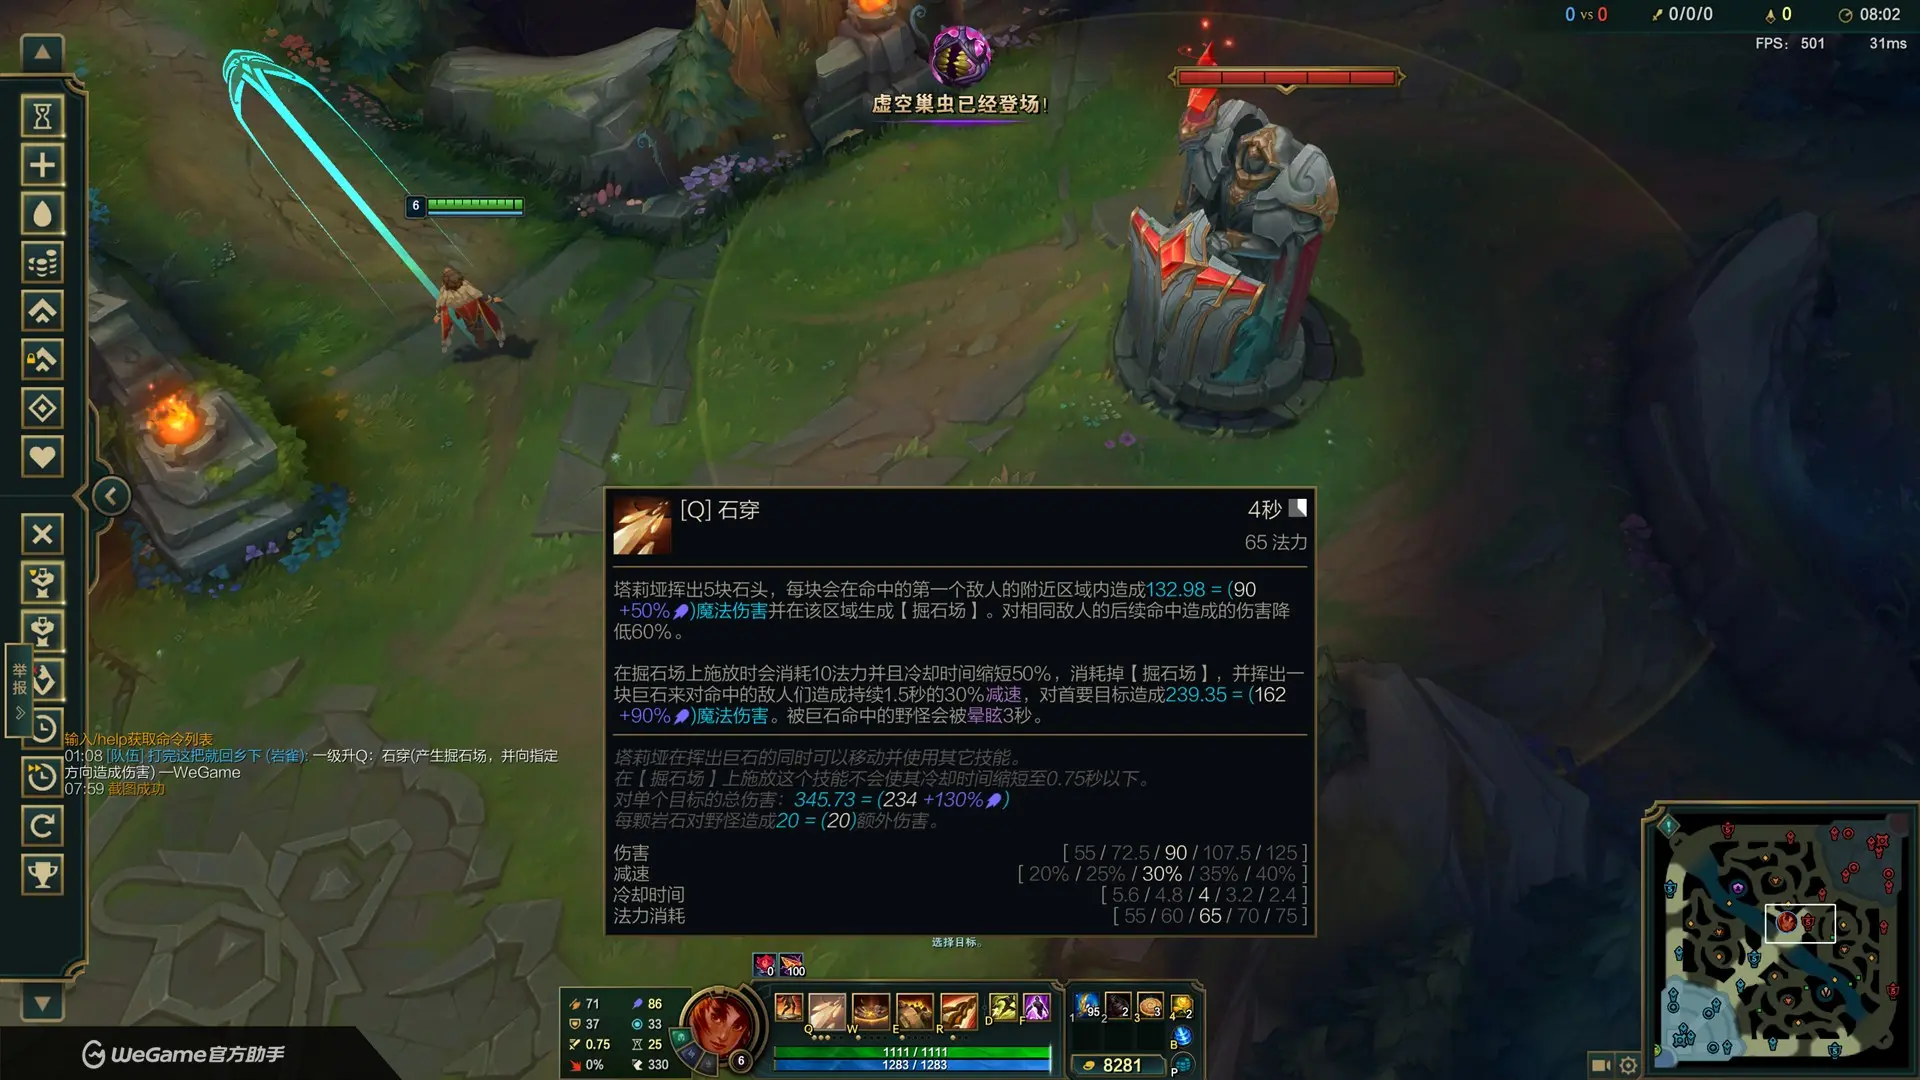 0 vs 0
0/0/0
0
08:02
FPS: 501
31ms
虚空巢虫已经登场!
6
[Q] 石穿
4秒
65 法力
塔莉垭挥出5块石头，每块会在命中的第一个敌人的附近区域内造成132.98 = (90
+50%)魔法伤害并在该区域生成【掘石场】。对相同敌人的后续命中造成的伤害降
低60%。
在掘石场上施放时会消耗10法力并且冷却时间缩短50%，消耗掉【掘石场】，并挥出一
块巨石来对命中的敌人们造成持续1.5秒的30%减速，对首要目标造成239.35 = (162
+90%)魔法伤害。被巨石命中的野怪会被晕眩3秒。
塔莉垭在挥出巨石的同时可以移动并使用其它技能。
在【掘石场】上施放这个技能不会使其冷却时间缩短至0.75秒以下。
对单个目标的总伤害：345.73 = (234 +130%)
每颗岩石对野怪造成20 = (20)额外伤害。
伤害 [ 55 / 72.5 / 90 / 107.5 / 125 ]
减速 [ 20% / 25% / 30% / 35% / 40% ]
冷却时间 [ 5.6 / 4.8 / 4 / 3.2 / 2.4 ]
法力消耗 [ 55 / 60 / 65 / 70 / 75 ]
选择目标。
举报
输入/help获取命令列表
01:08 [队伍] 打完这把就回乡下 (岩雀): 一级升Q：石穿(产生掘石场，并向指定
方向造成伤害) —WeGame
07:59 截图成功
0
100
71
86
37
33
0.75
25
0%
330
6
Q
W
E
R
D
F
1111 / 1111
1283 / 1283
1
95
2
2
3
3
4
2
B
P
8281
WeGame官方助手